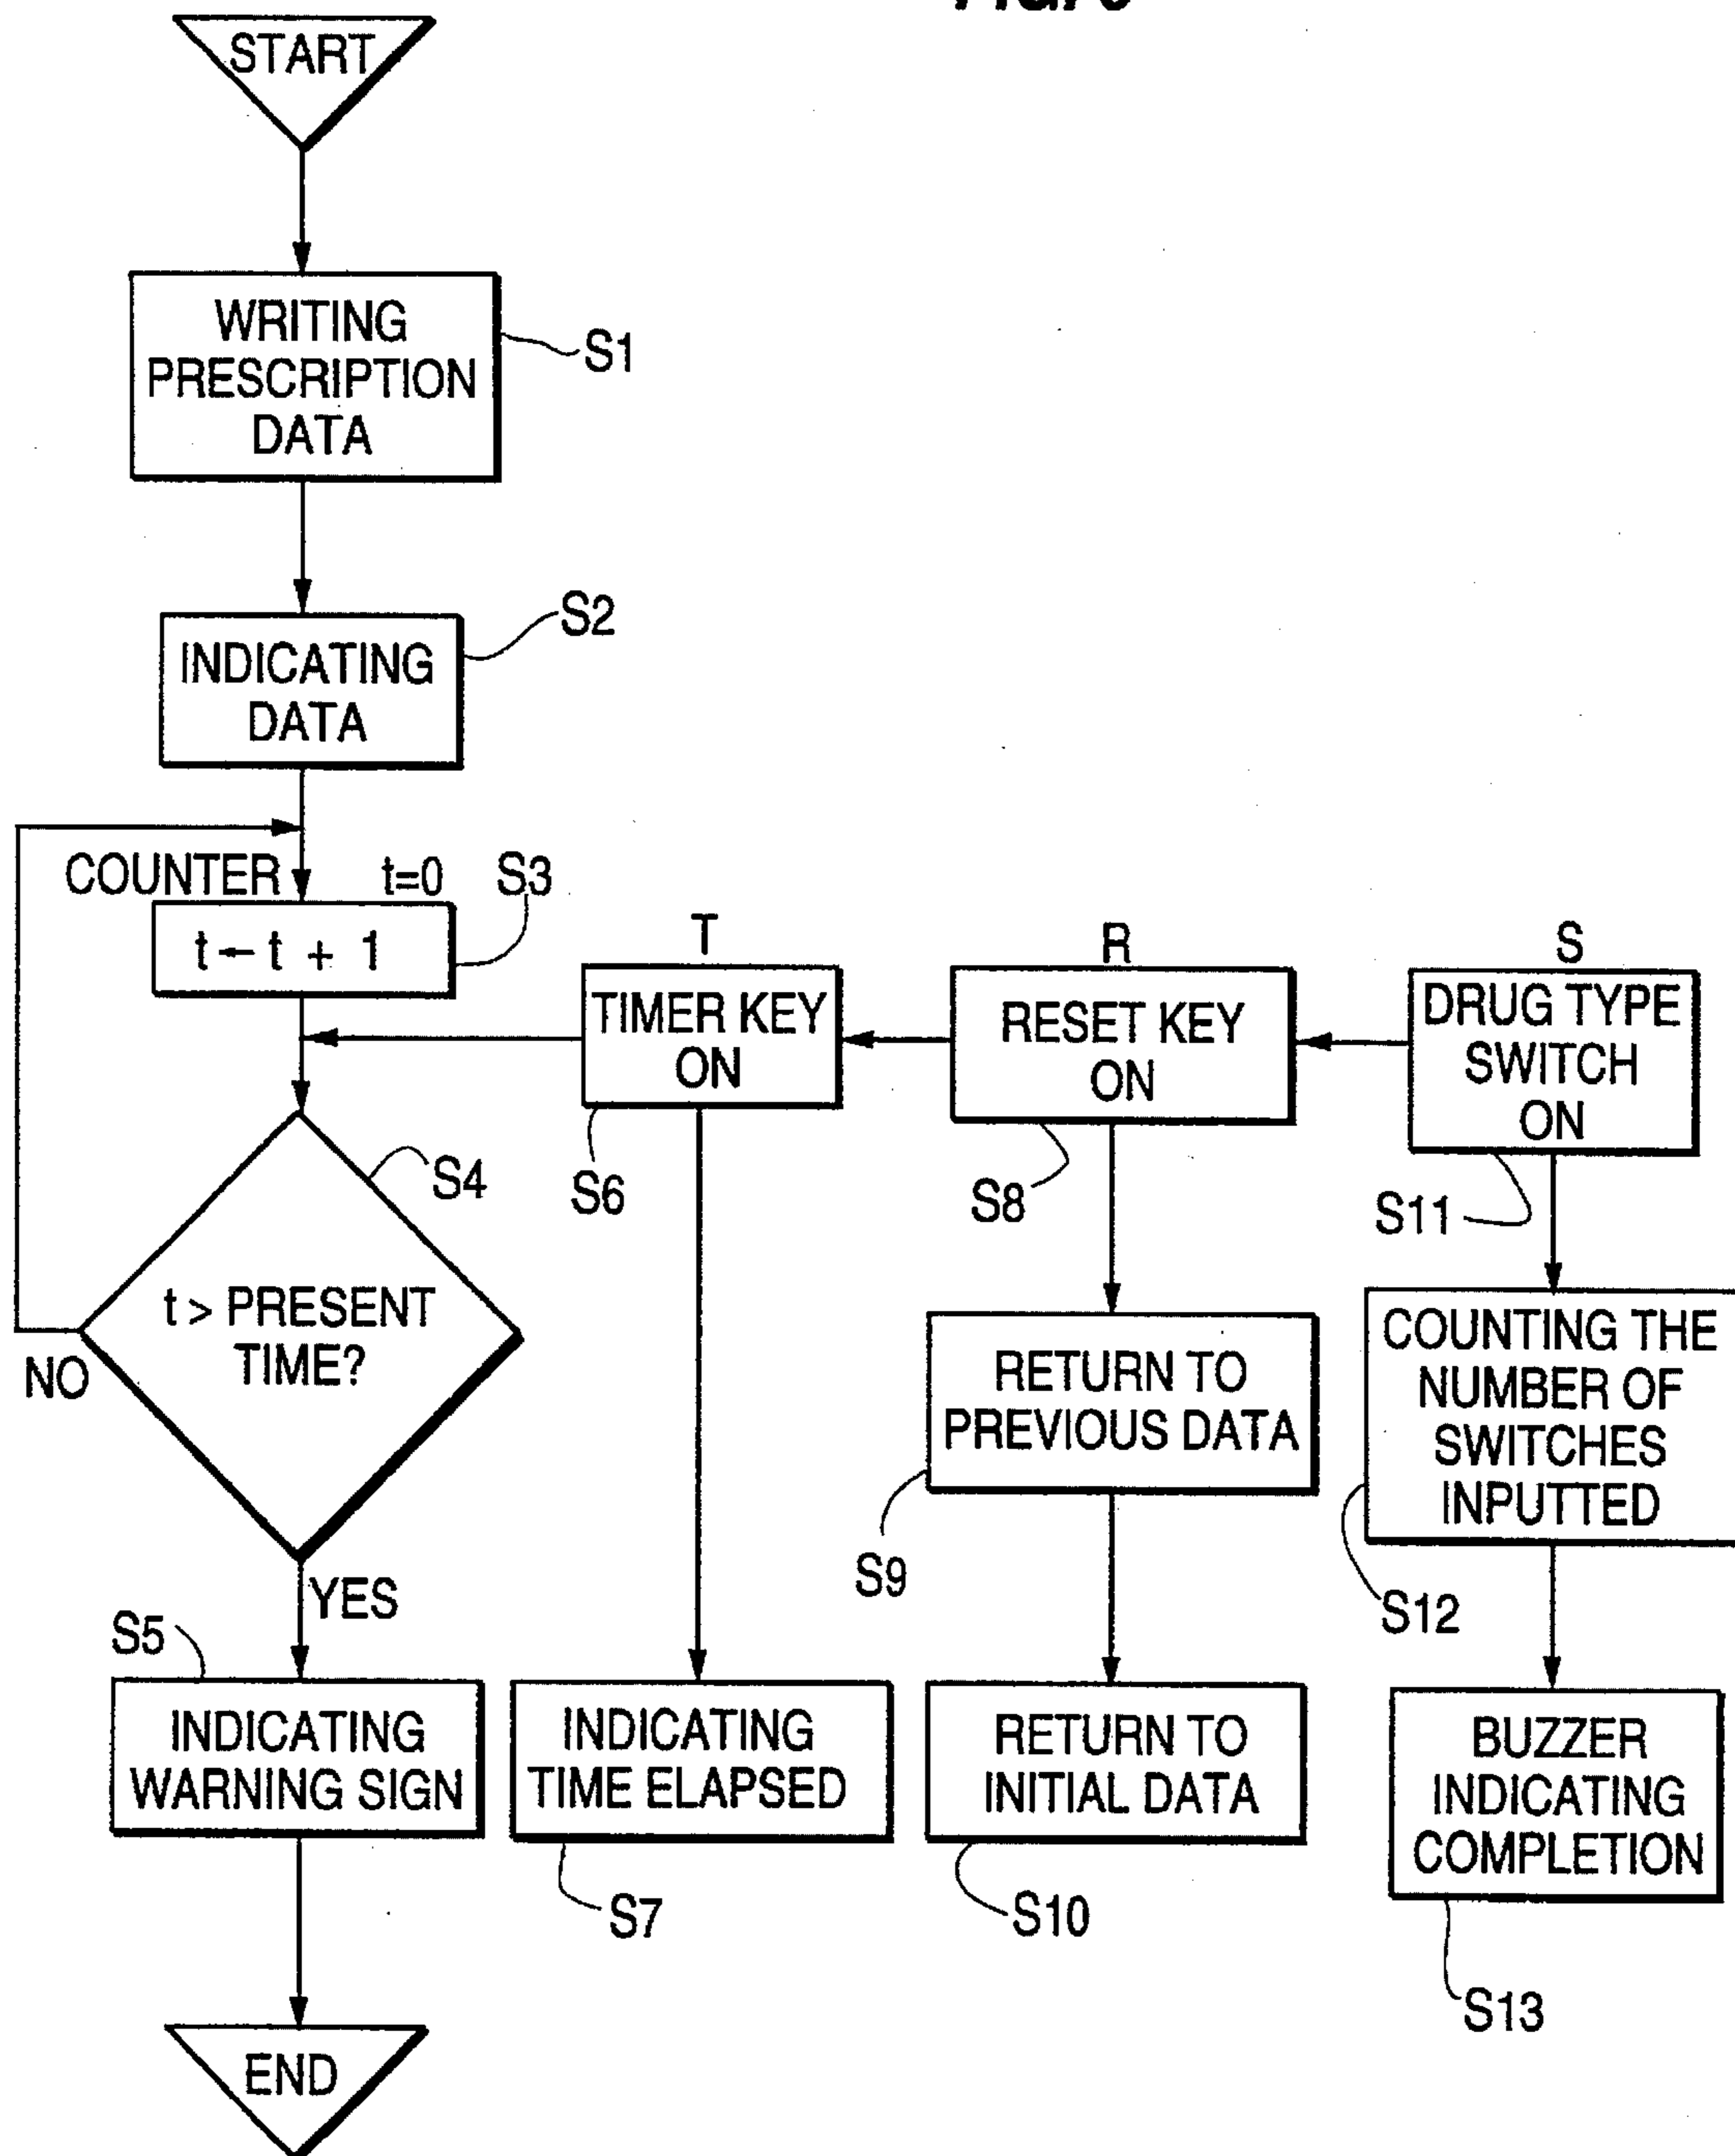 START
WRITING
PRESCRIPTION
DATA
S1
INDICATING
DATA
S2
COUNTER t=0 S3
t ← t + 1
T
TIMER KEY
ON
S6
R
RESET KEY
ON
S8
S
DRUG TYPE
SWITCH
ON
S11
S4
t > PRESENT
TIME?
NO
YES
RETURN TO
PREVIOUS DATA
S9
COUNTING THE
NUMBER OF
SWITCHES
INPUTTED
S12
S5
INDICATING
WARNING SIGN
INDICATING
TIME ELAPSED
S7
RETURN TO
INITIAL DATA
S10
BUZZER
INDICATING
COMPLETION
S13
END